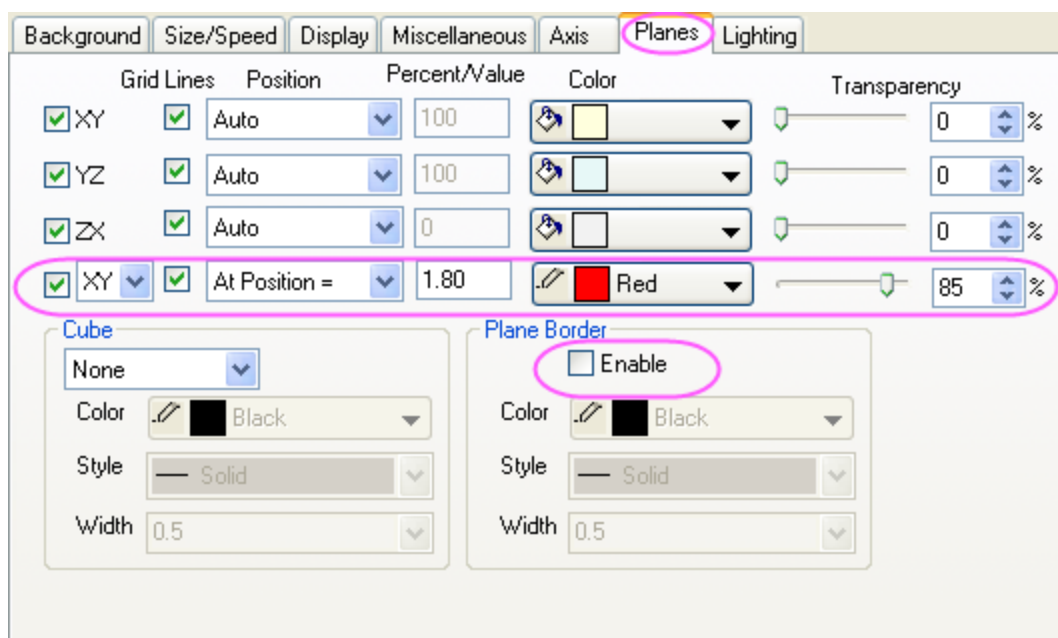 Background Size/Speed Display Miscellaneous Axis Planes Lighting
Grid Lines Position Percent/Value Color Transparency
XY Auto 100 0 %
YZ Auto 100 0 %
ZX Auto 0 0 %
XY At Position = 1.80 Red 85 %
Cube Plane Border
None Enable
Color Black Color Black
Style Solid Style Solid
Width 0.5 Width 0.5